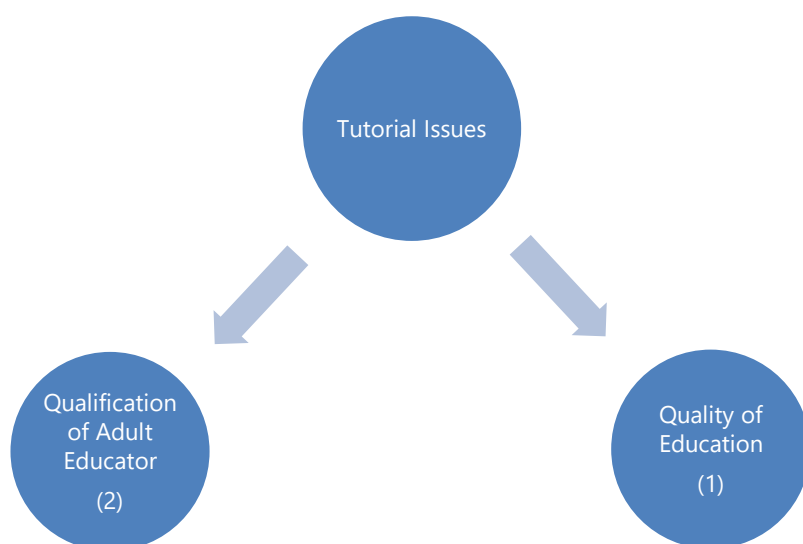 Tutorial Issues
Qualification
of Adult
Educator
(2)
Quality of
Education
(1)